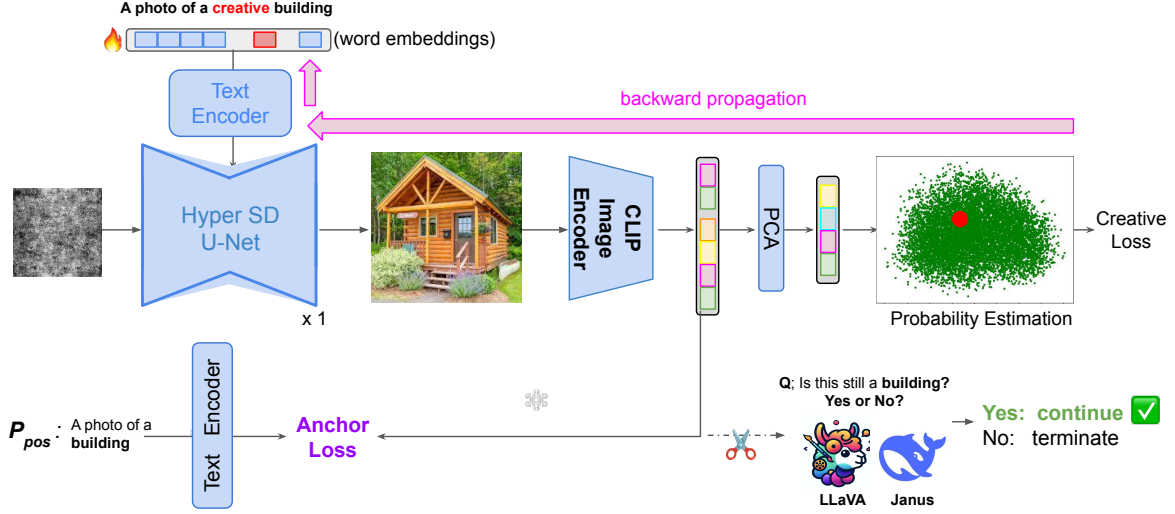 A photo of a creative building
(word embeddings)
Text
Encoder
backward propagation
Hyper SD
U-Net
x 1
CLIP
Image
Encoder
PCA
Creative
Loss
Probability Estimation
P_pos :
A photo of a
building
Text Encoder
Anchor
Loss
Q; Is this still a building?
Yes or No?
Yes: continue
No: terminate
LLaVA
Janus